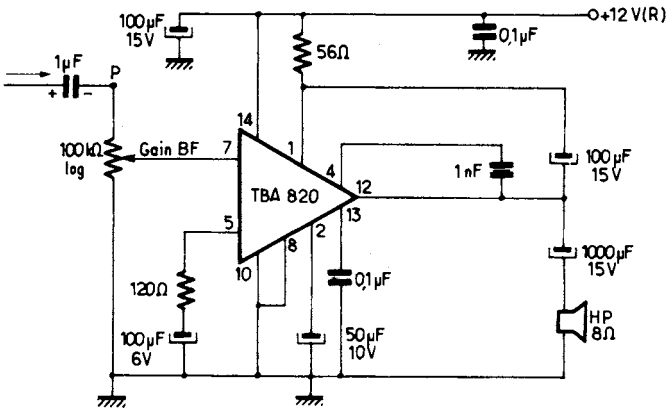 100µF
15V
+12 V(R)
0,1µF
56Ω
1µF
P
+
-
14
1
100kΩ
log
Gain BF
7
4
1nF
100µF
15V
TBA 820
12
13
5
2
8
10
1000µF
15V
120Ω
0,1µF
HP
8Ω
100µF
6V
50µF
10V